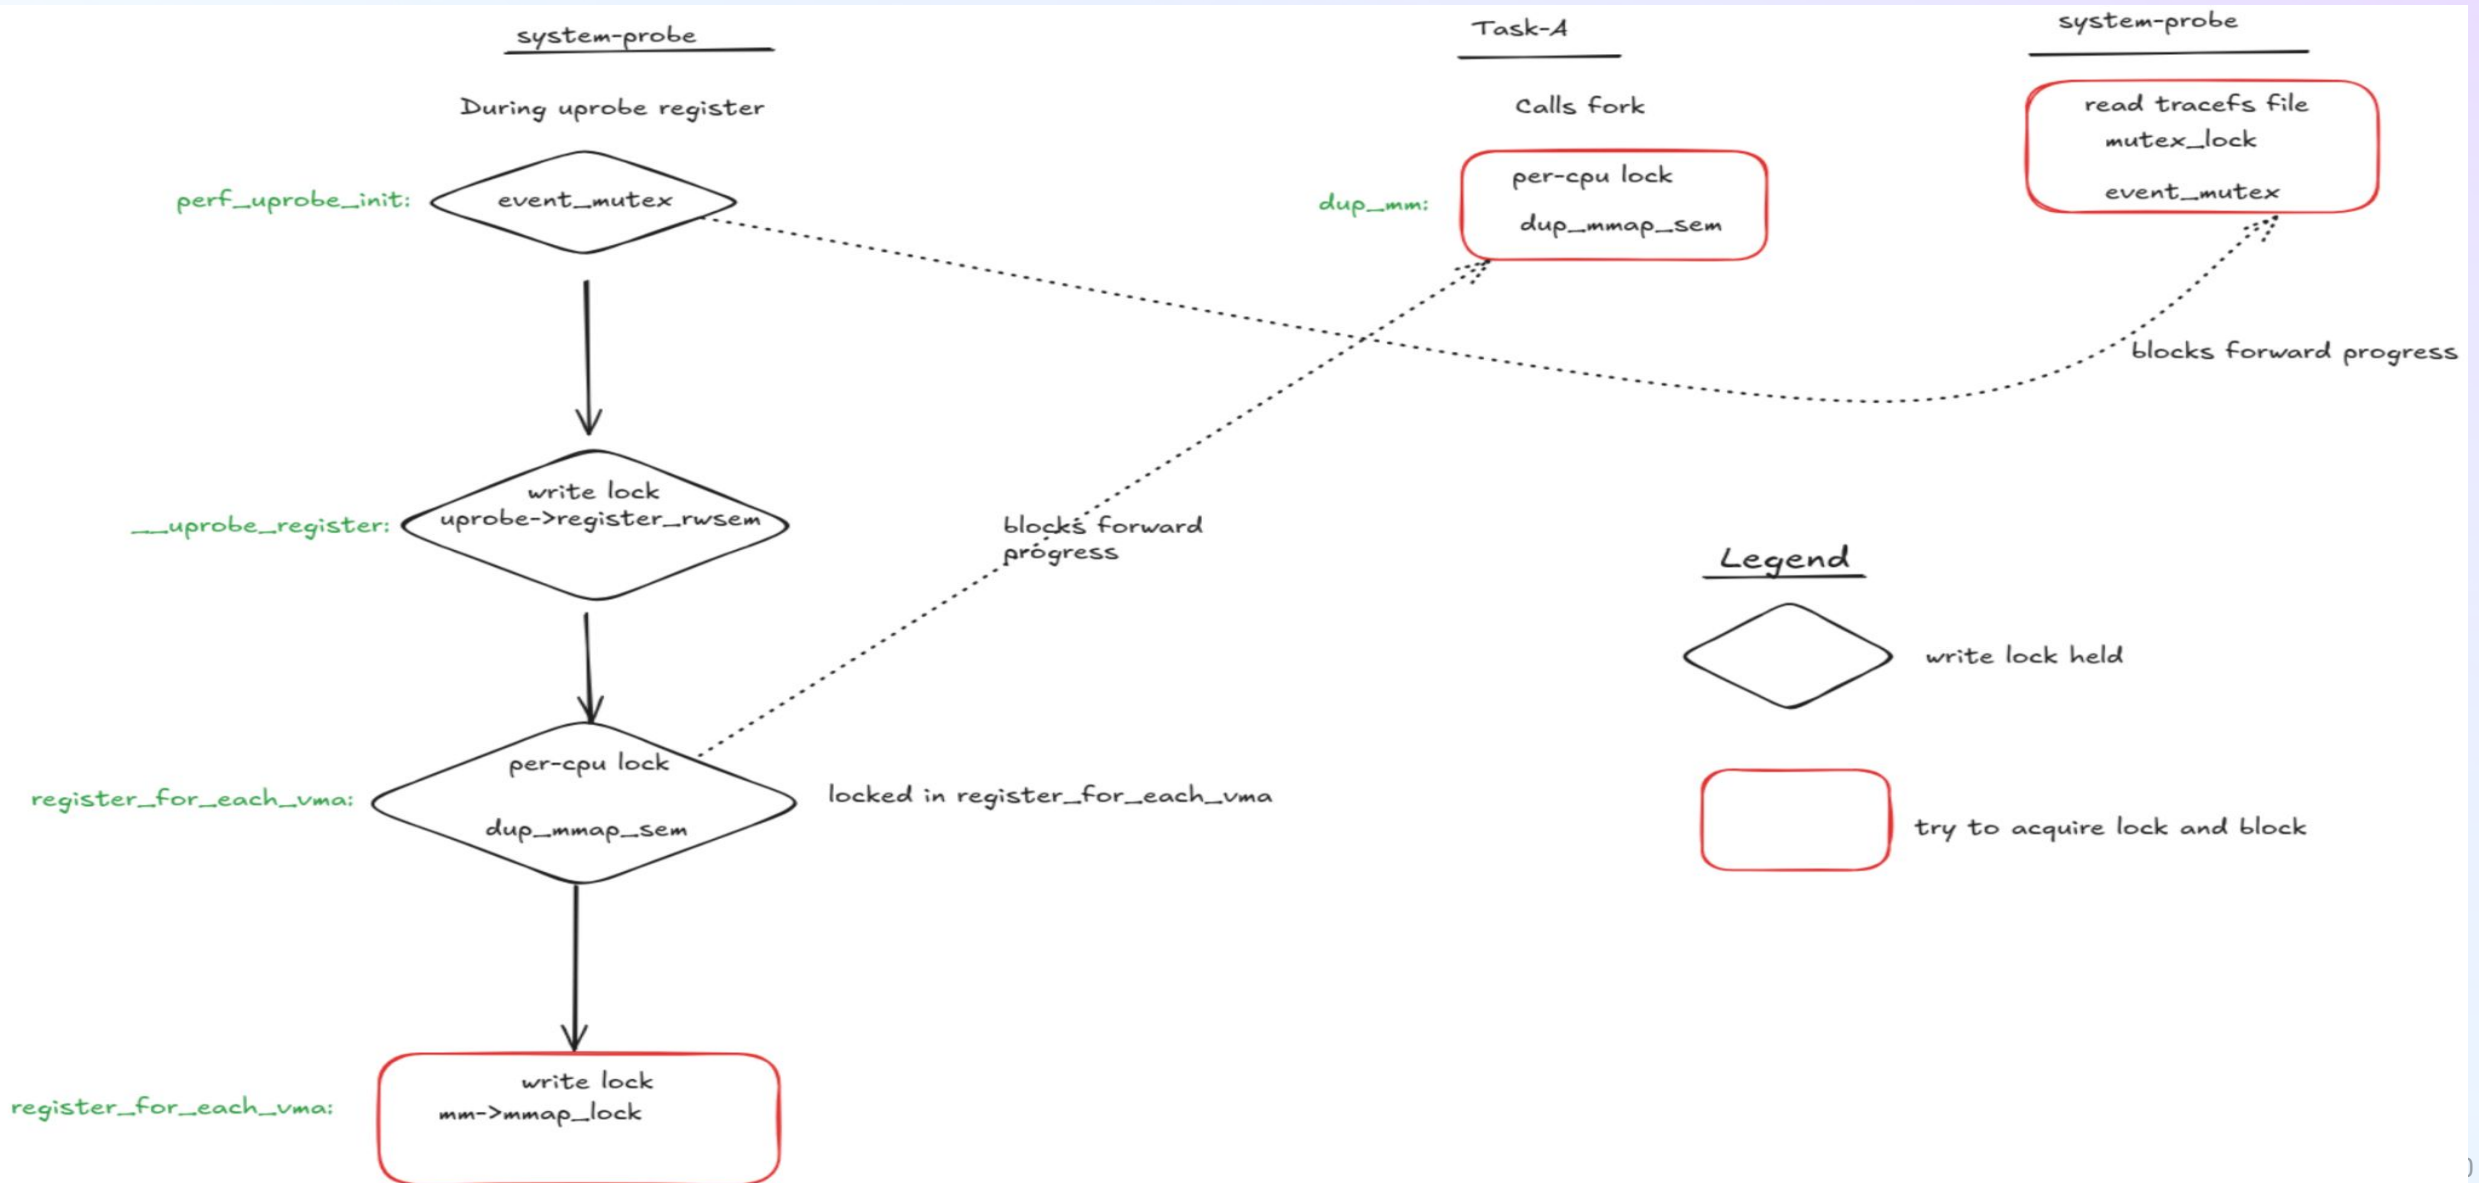 system-probe
During uprobe register
perf_uprobe_init:
event_mutex
__uprobe_register:
write lock
uprobe->register_rwsem
register_for_each_vma:
per-cpu lock
dup_mmap_sem
locked in register_for_each_vma
register_for_each_vma:
write lock
mm->mmap_lock
blocks forward
progress
Task-A
Calls fork
dup_mm:
per-cpu lock
dup_mmap_sem
system-probe
read tracefs file
mutex_lock
event_mutex
blocks forward progress
Legend
write lock held
try to acquire lock and block